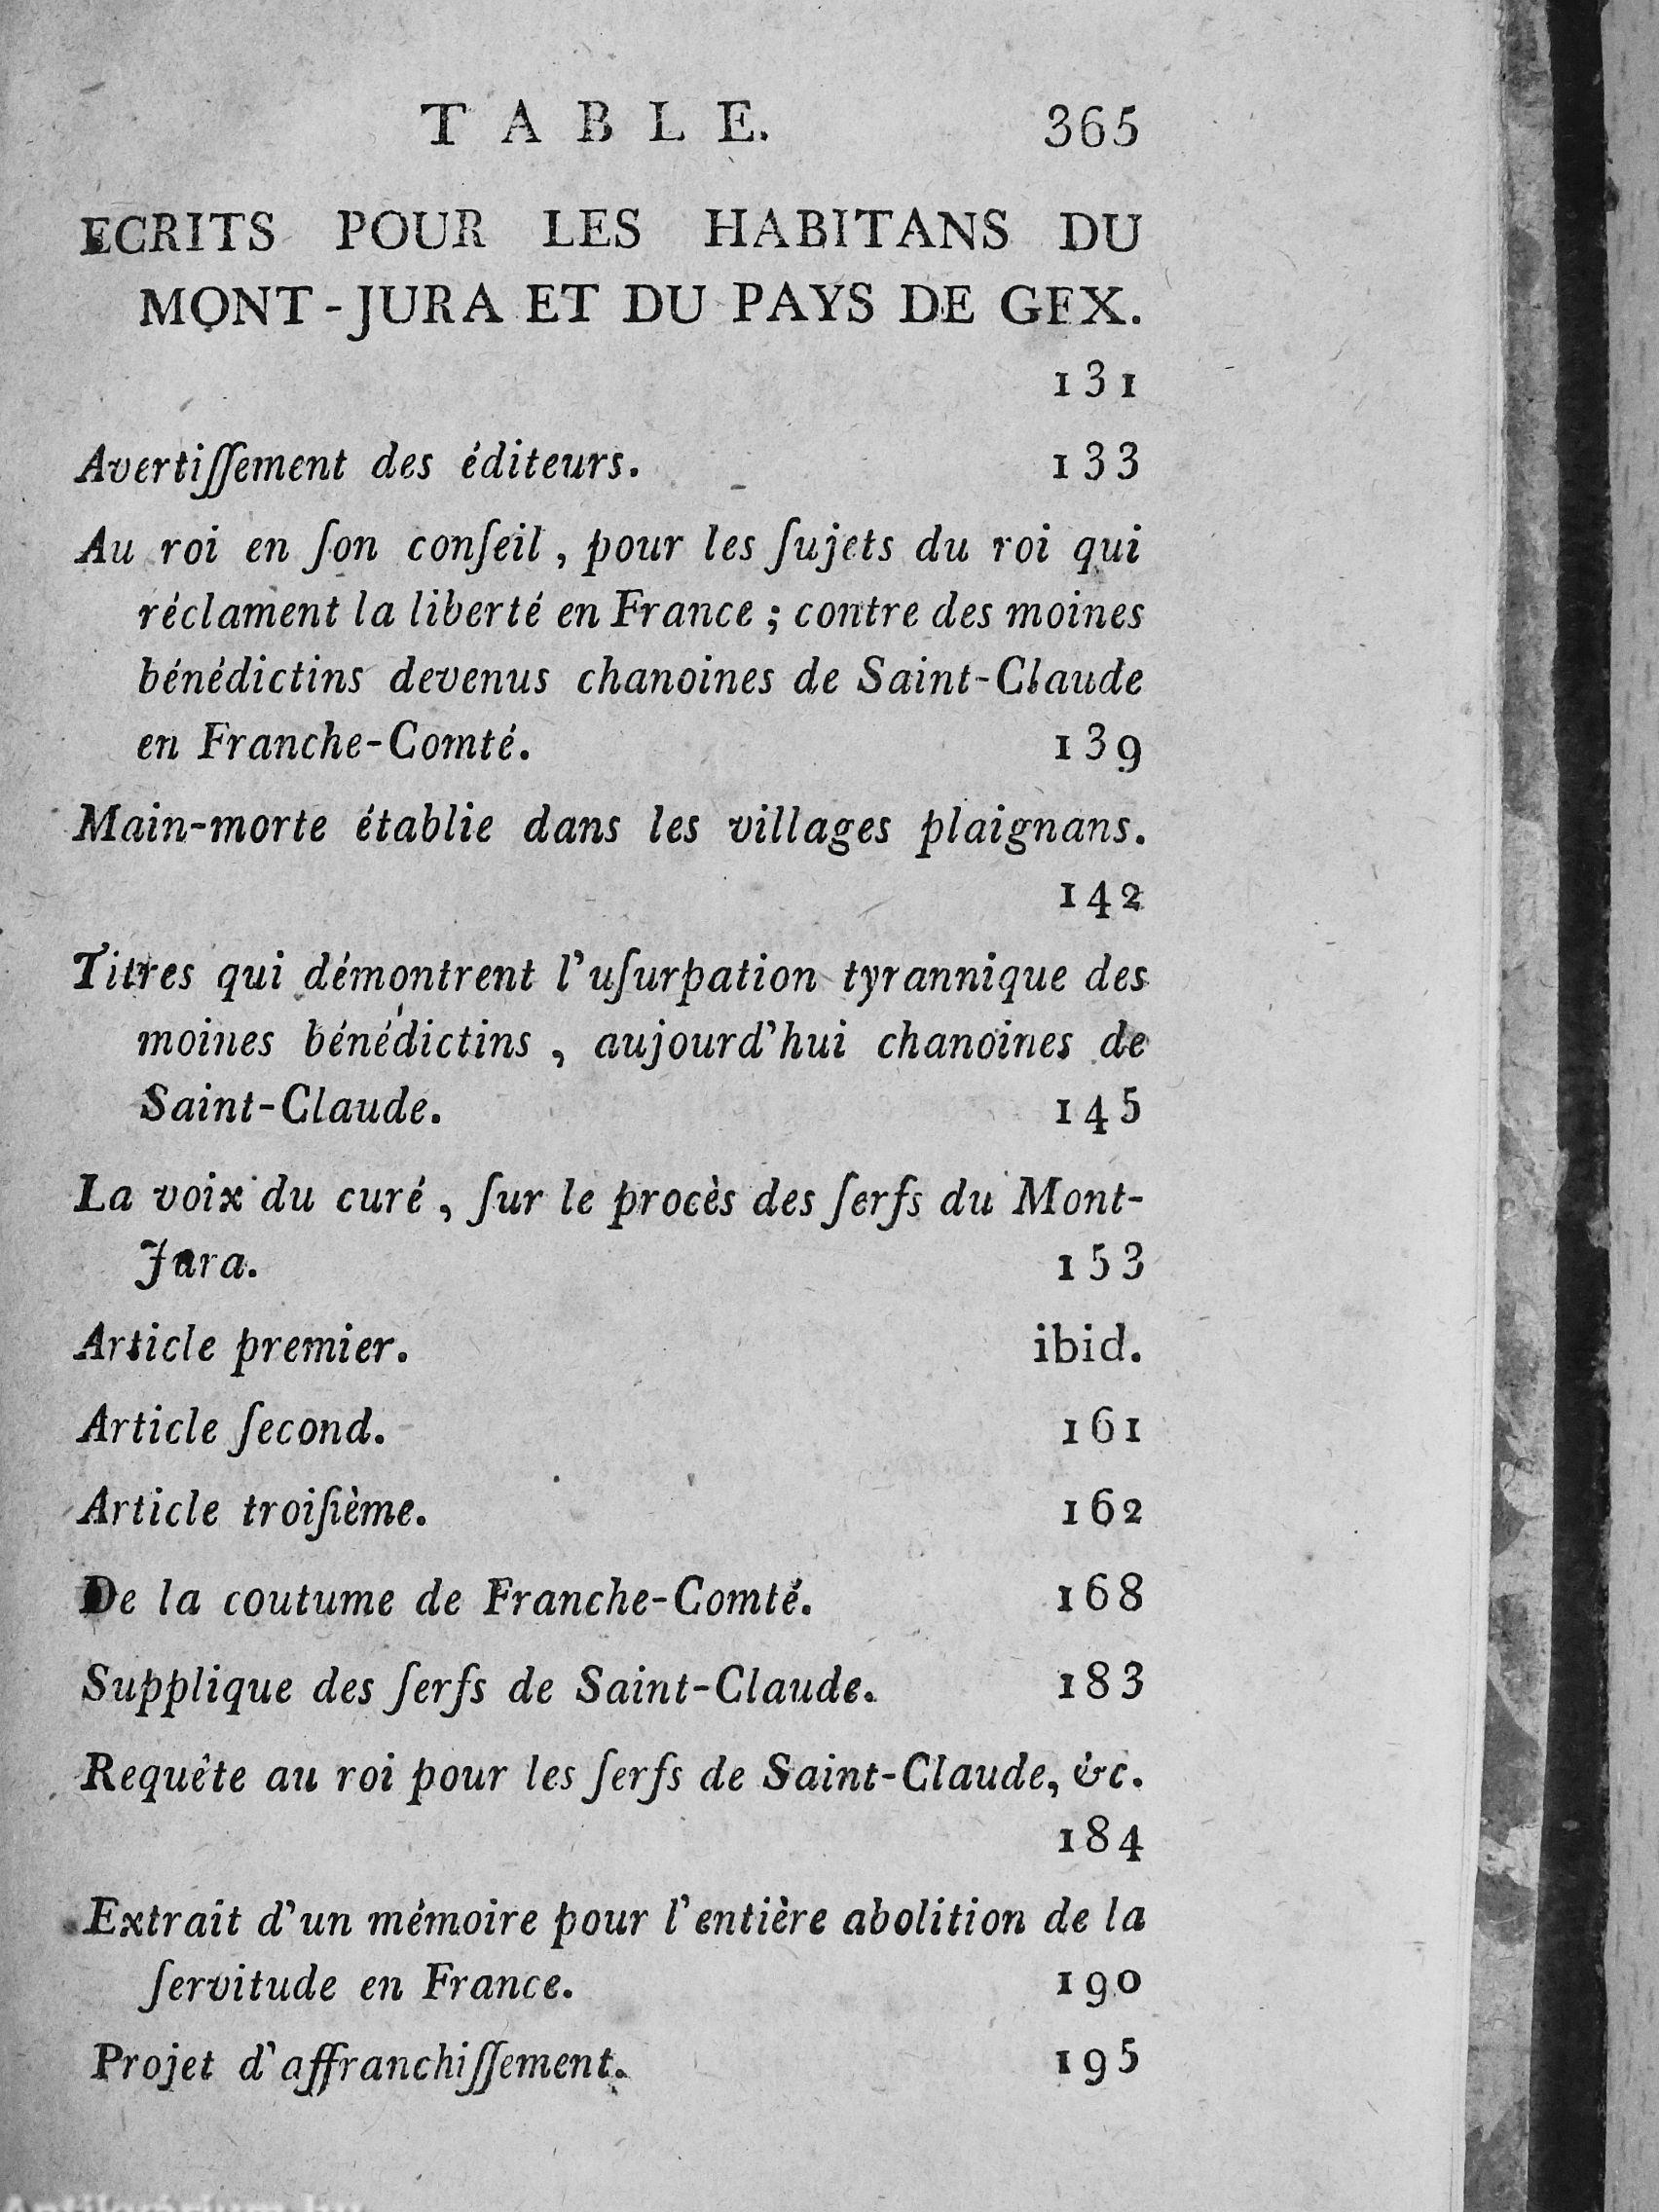 TABLE. 365
ECRITS POUR LES HABITANS DU
MONT-JURA ET DU PAYS DE GEX.
131
Avertiſſement des éditeurs. 133
Au roi en ſon conſeil, pour les ſujets du roi qui
réclament la liberté en France; contre des moines
bénédictins devenus chanoines de Saint-Claude
en Franche-Comté. 139
Main-morte établie dans les villages plaignans.
142
Titres qui démontrent l'uſurpation tyrannique des
moines bénédictins, aujourd'hui chanoines de
Saint-Claude. 145
La voix du curé, ſur le procès des ſerfs du Mont-
Jura. 153
Article premier. ibid.
Article ſecond. 161
Article troiſième. 162
De la coutume de Franche-Comté. 168
Supplique des ſerfs de Saint-Claude. 183
Requête au roi pour les ſerfs de Saint-Claude, &c.
184
Extrait d'un mémoire pour l'entière abolition de la
ſervitude en France. 190
Projet d'affranchiſſement. 195